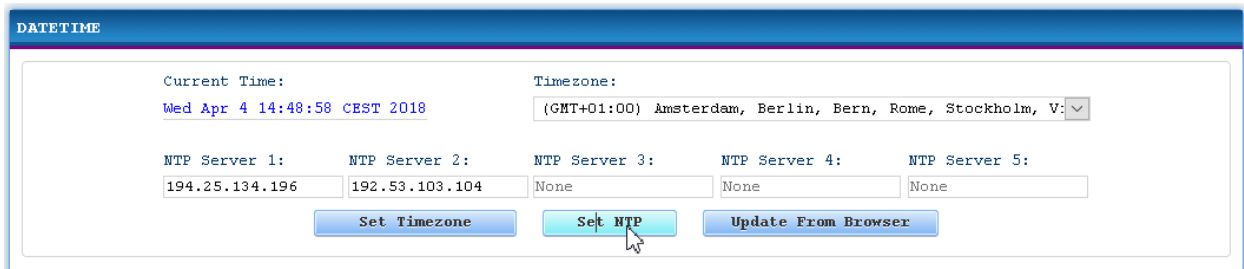 DATETIME
Current Time: Timezone:
Wed Apr 4 14:48:58 CEST 2018 (GMT+01:00) Amsterdam, Berlin, Bern, Rome, Stockholm, V:
NTP Server 1: NTP Server 2: NTP Server 3: NTP Server 4: NTP Server 5:
194.25.134.196 192.53.103.104 None None None
Set Timezone Set NTP Update From Browser